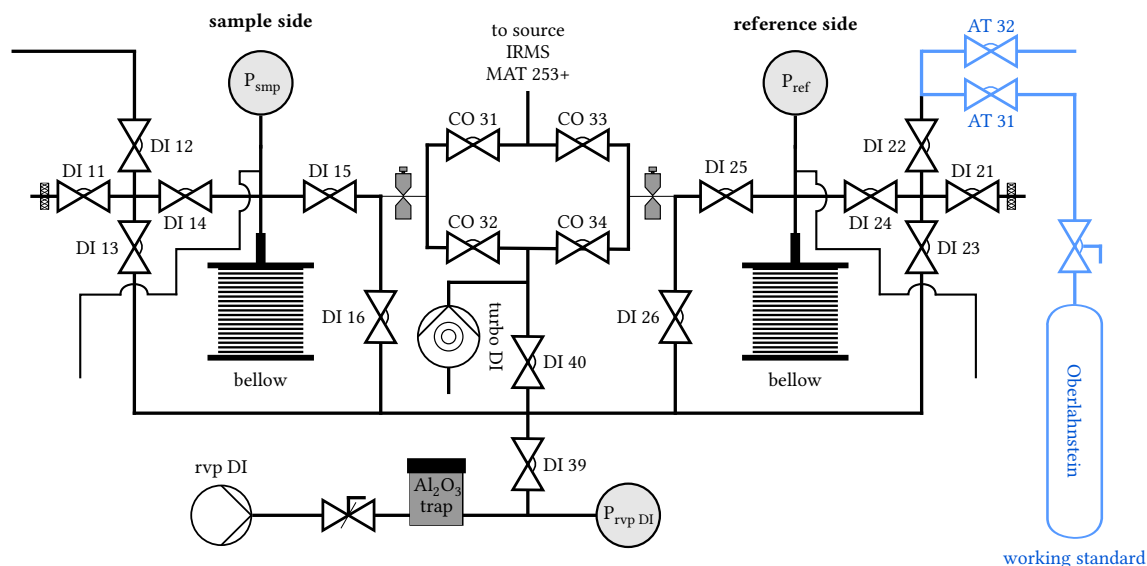 sample side
to source
IRMS
MAT 253+
reference side
AT 32
P_smp
P_ref
AT 31
CO 31
CO 33
DI 12
DI 22
DI 11
DI 15
DI 25
DI 21
DI 14
DI 24
DI 13
CO 32
CO 34
DI 23
DI 16
turbo DI
DI 26
DI 40
bellow
bellow
Oberlahnstein
rvp DI
DI 39
Al₂O₃
trap
P_rvp DI
working standard